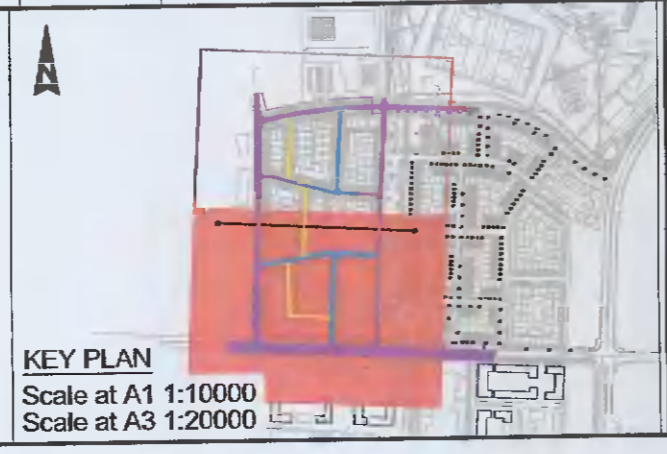 N
KEY PLAN
Scale at A1 1:10000
Scale at A3 1:20000